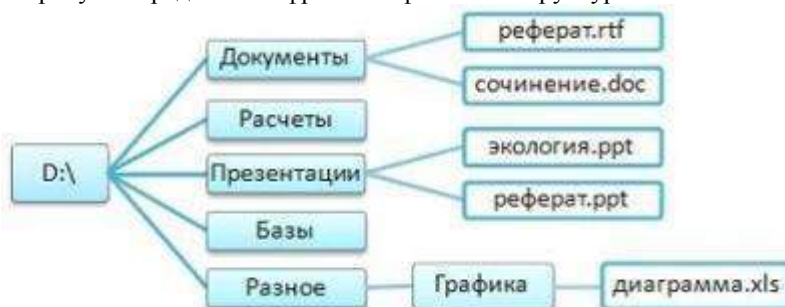 реферат.rtf
Документы
сочинение.doc
Расчеты
экология.ppt
D:\
Презентации
реферат.ppt
Базы
Разное
Графика
диаграмма.xls